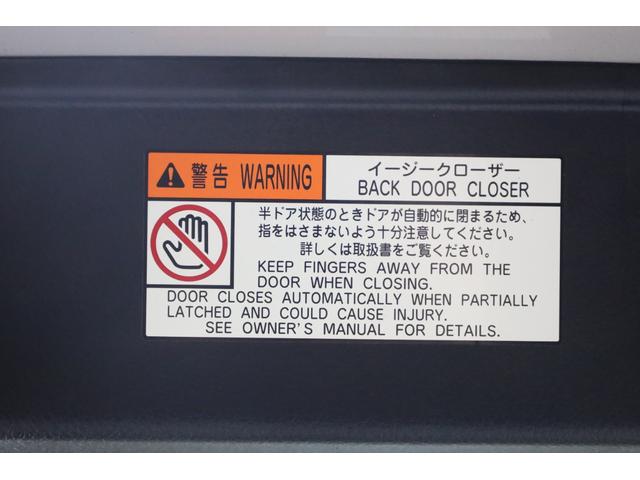 警告 WARNING
イージークローザー
BACK DOOR CLOSER
半ドア状態のときドアが自動的に閉まるため、
指をはさまないよう十分注意してください。
詳しくは取扱書をご覧ください。
KEEP FINGERS AWAY FROM THE
DOOR WHEN CLOSING.
DOOR CLOSES AUTOMATICALLY WHEN PARTIALLY
LATCHED AND COULD CAUSE INJURY.
SEE OWNER'S MANUAL FOR DETAILS.